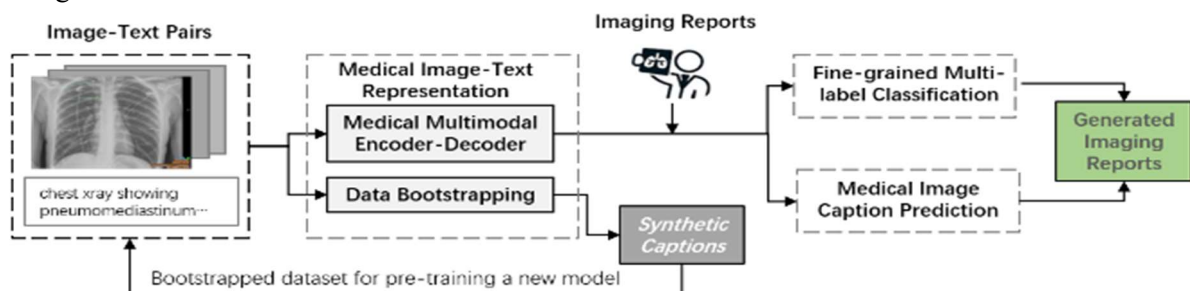 Image-Text Pairs
chest xray showing
pneumomediastinum···
Medical Image-Text
Representation
Medical Multimodal
Encoder-Decoder
Data Bootstrapping
Synthetic
Captions
Bootstrapped dataset for pre-training a new model
Imaging Reports
Fine-grained Multi-
label Classification
Medical Image
Caption Prediction
Generated
Imaging
Reports